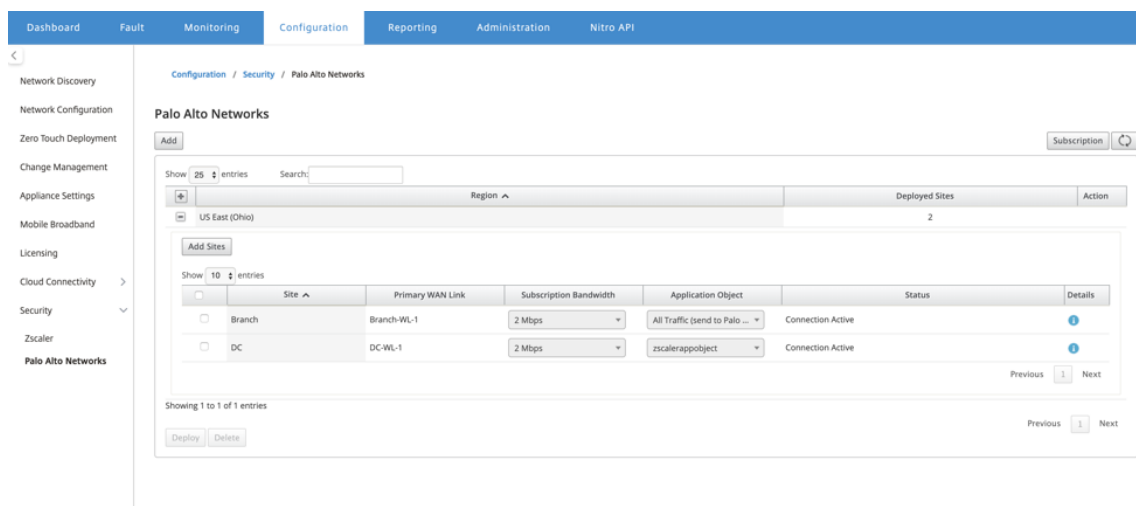 Dashboard Fault Monitoring Configuration Reporting Administration Nitro API
Network Discovery
Network Configuration
Zero Touch Deployment
Change Management
Appliance Settings
Mobile Broadband
Licensing
Cloud Connectivity
Security
Zscaler
Palo Alto Networks
Configuration / Security / Palo Alto Networks
Palo Alto Networks
Add Subscription
Show 25 entries Search:
Region Deployed Sites Action
US East (Ohio) 2
Add Sites
Show 10 entries
Site Primary WAN Link Subscription Bandwidth Application Object Status Details
Branch Branch-WL-1 2 Mbps All Traffic (send to Palo ... Connection Active
DC DC-WL-1 2 Mbps zscalerappobject Connection Active
Previous 1 Next
Showing 1 to 1 of 1 entries
Previous 1 Next
Deploy Delete